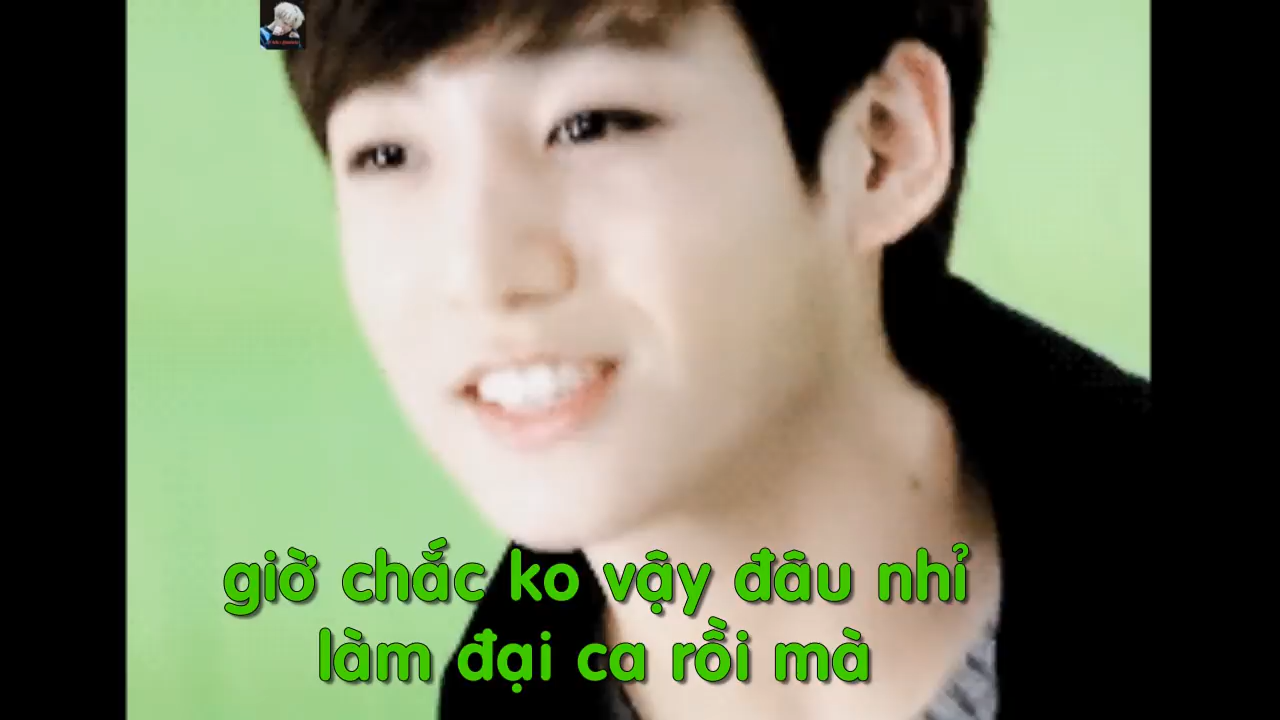 giờ chắc ko vậy đâu nhỉ
làm đại ca rồi mà